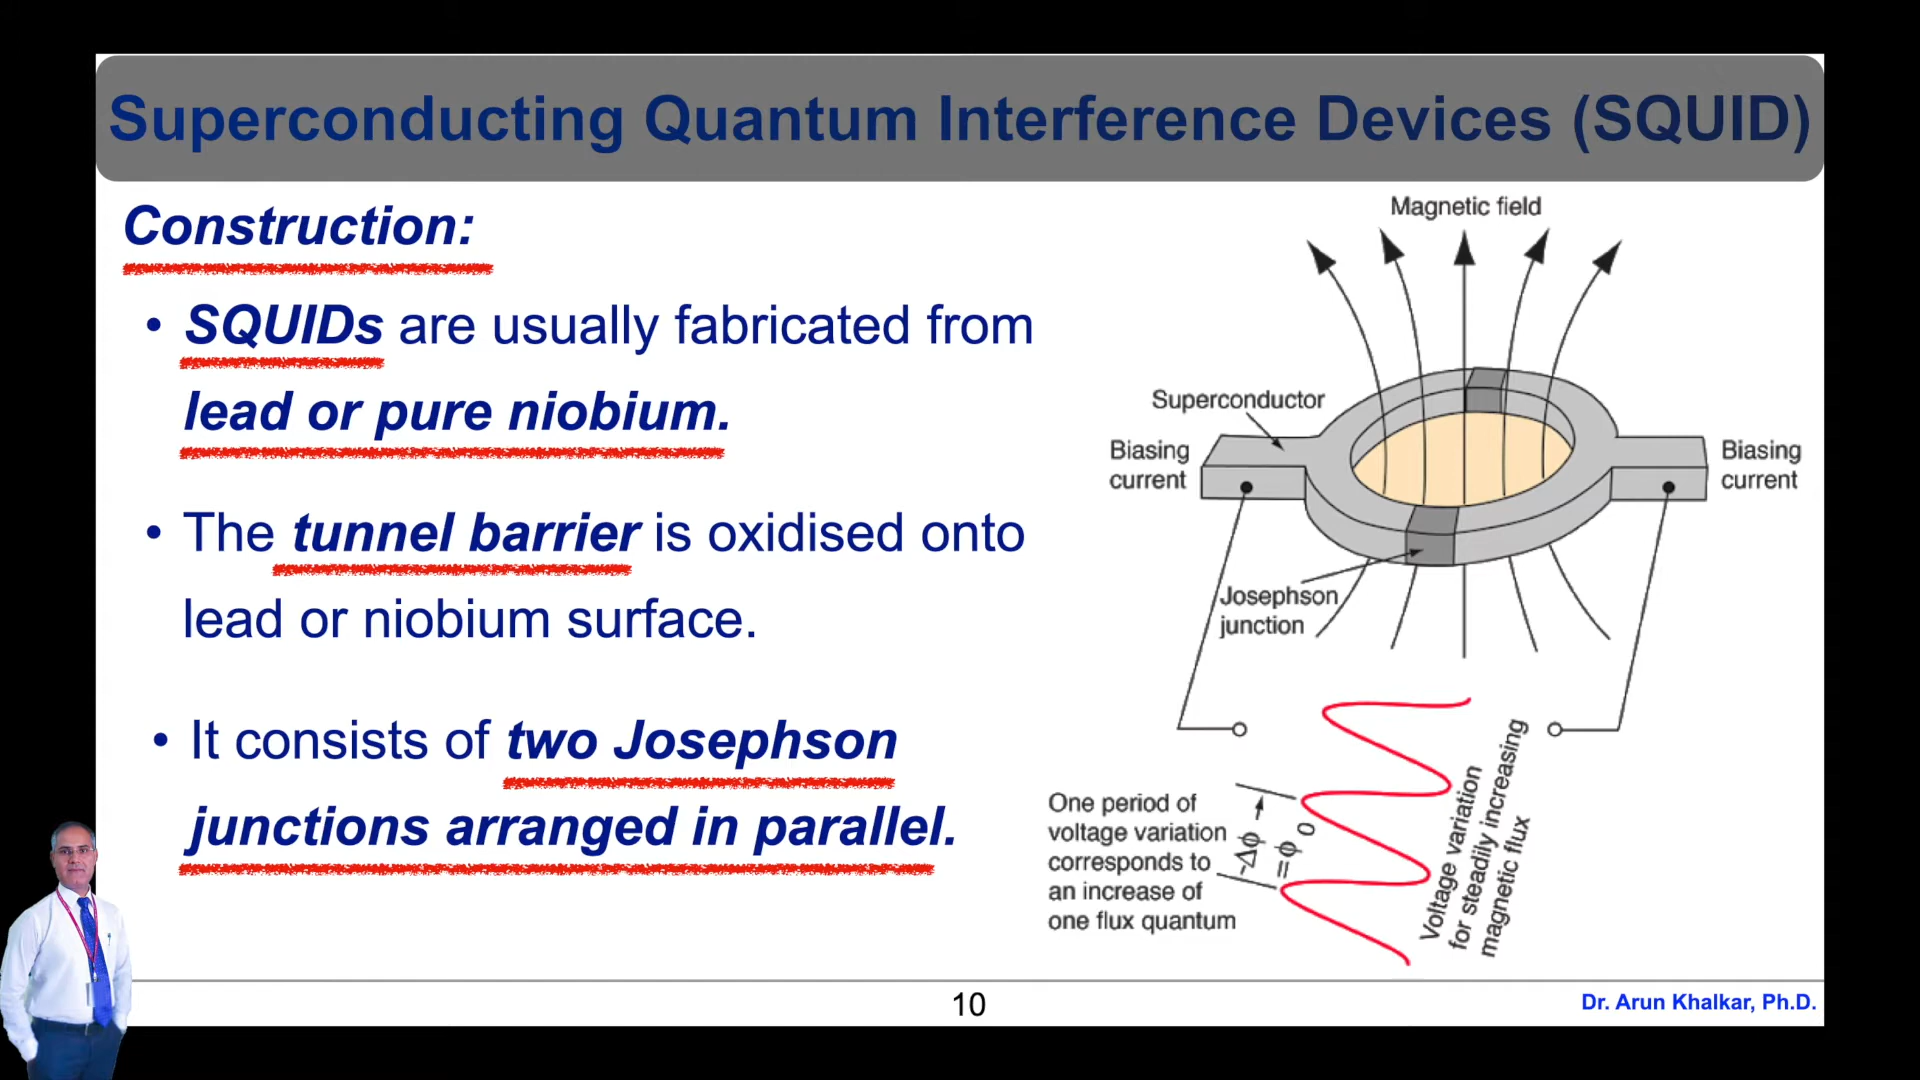 Superconducting Quantum Interference Devices (SQUID)
Construction:
• SQUIDs are usually fabricated from
lead or pure niobium.
• The tunnel barrier is oxidised onto
lead or niobium surface.
• It consists of two Josephson
junctions arranged in parallel.
Magnetic field
Superconductor
Biasing
current
Biasing
current
Josephson
junction
One period of
voltage variation
corresponds to
an increase of
one flux quantum
-Δϕ
=ϕ0
Voltage variation
for steadily increasing
magnetic flux
10
Dr. Arun Khalkar, Ph.D.